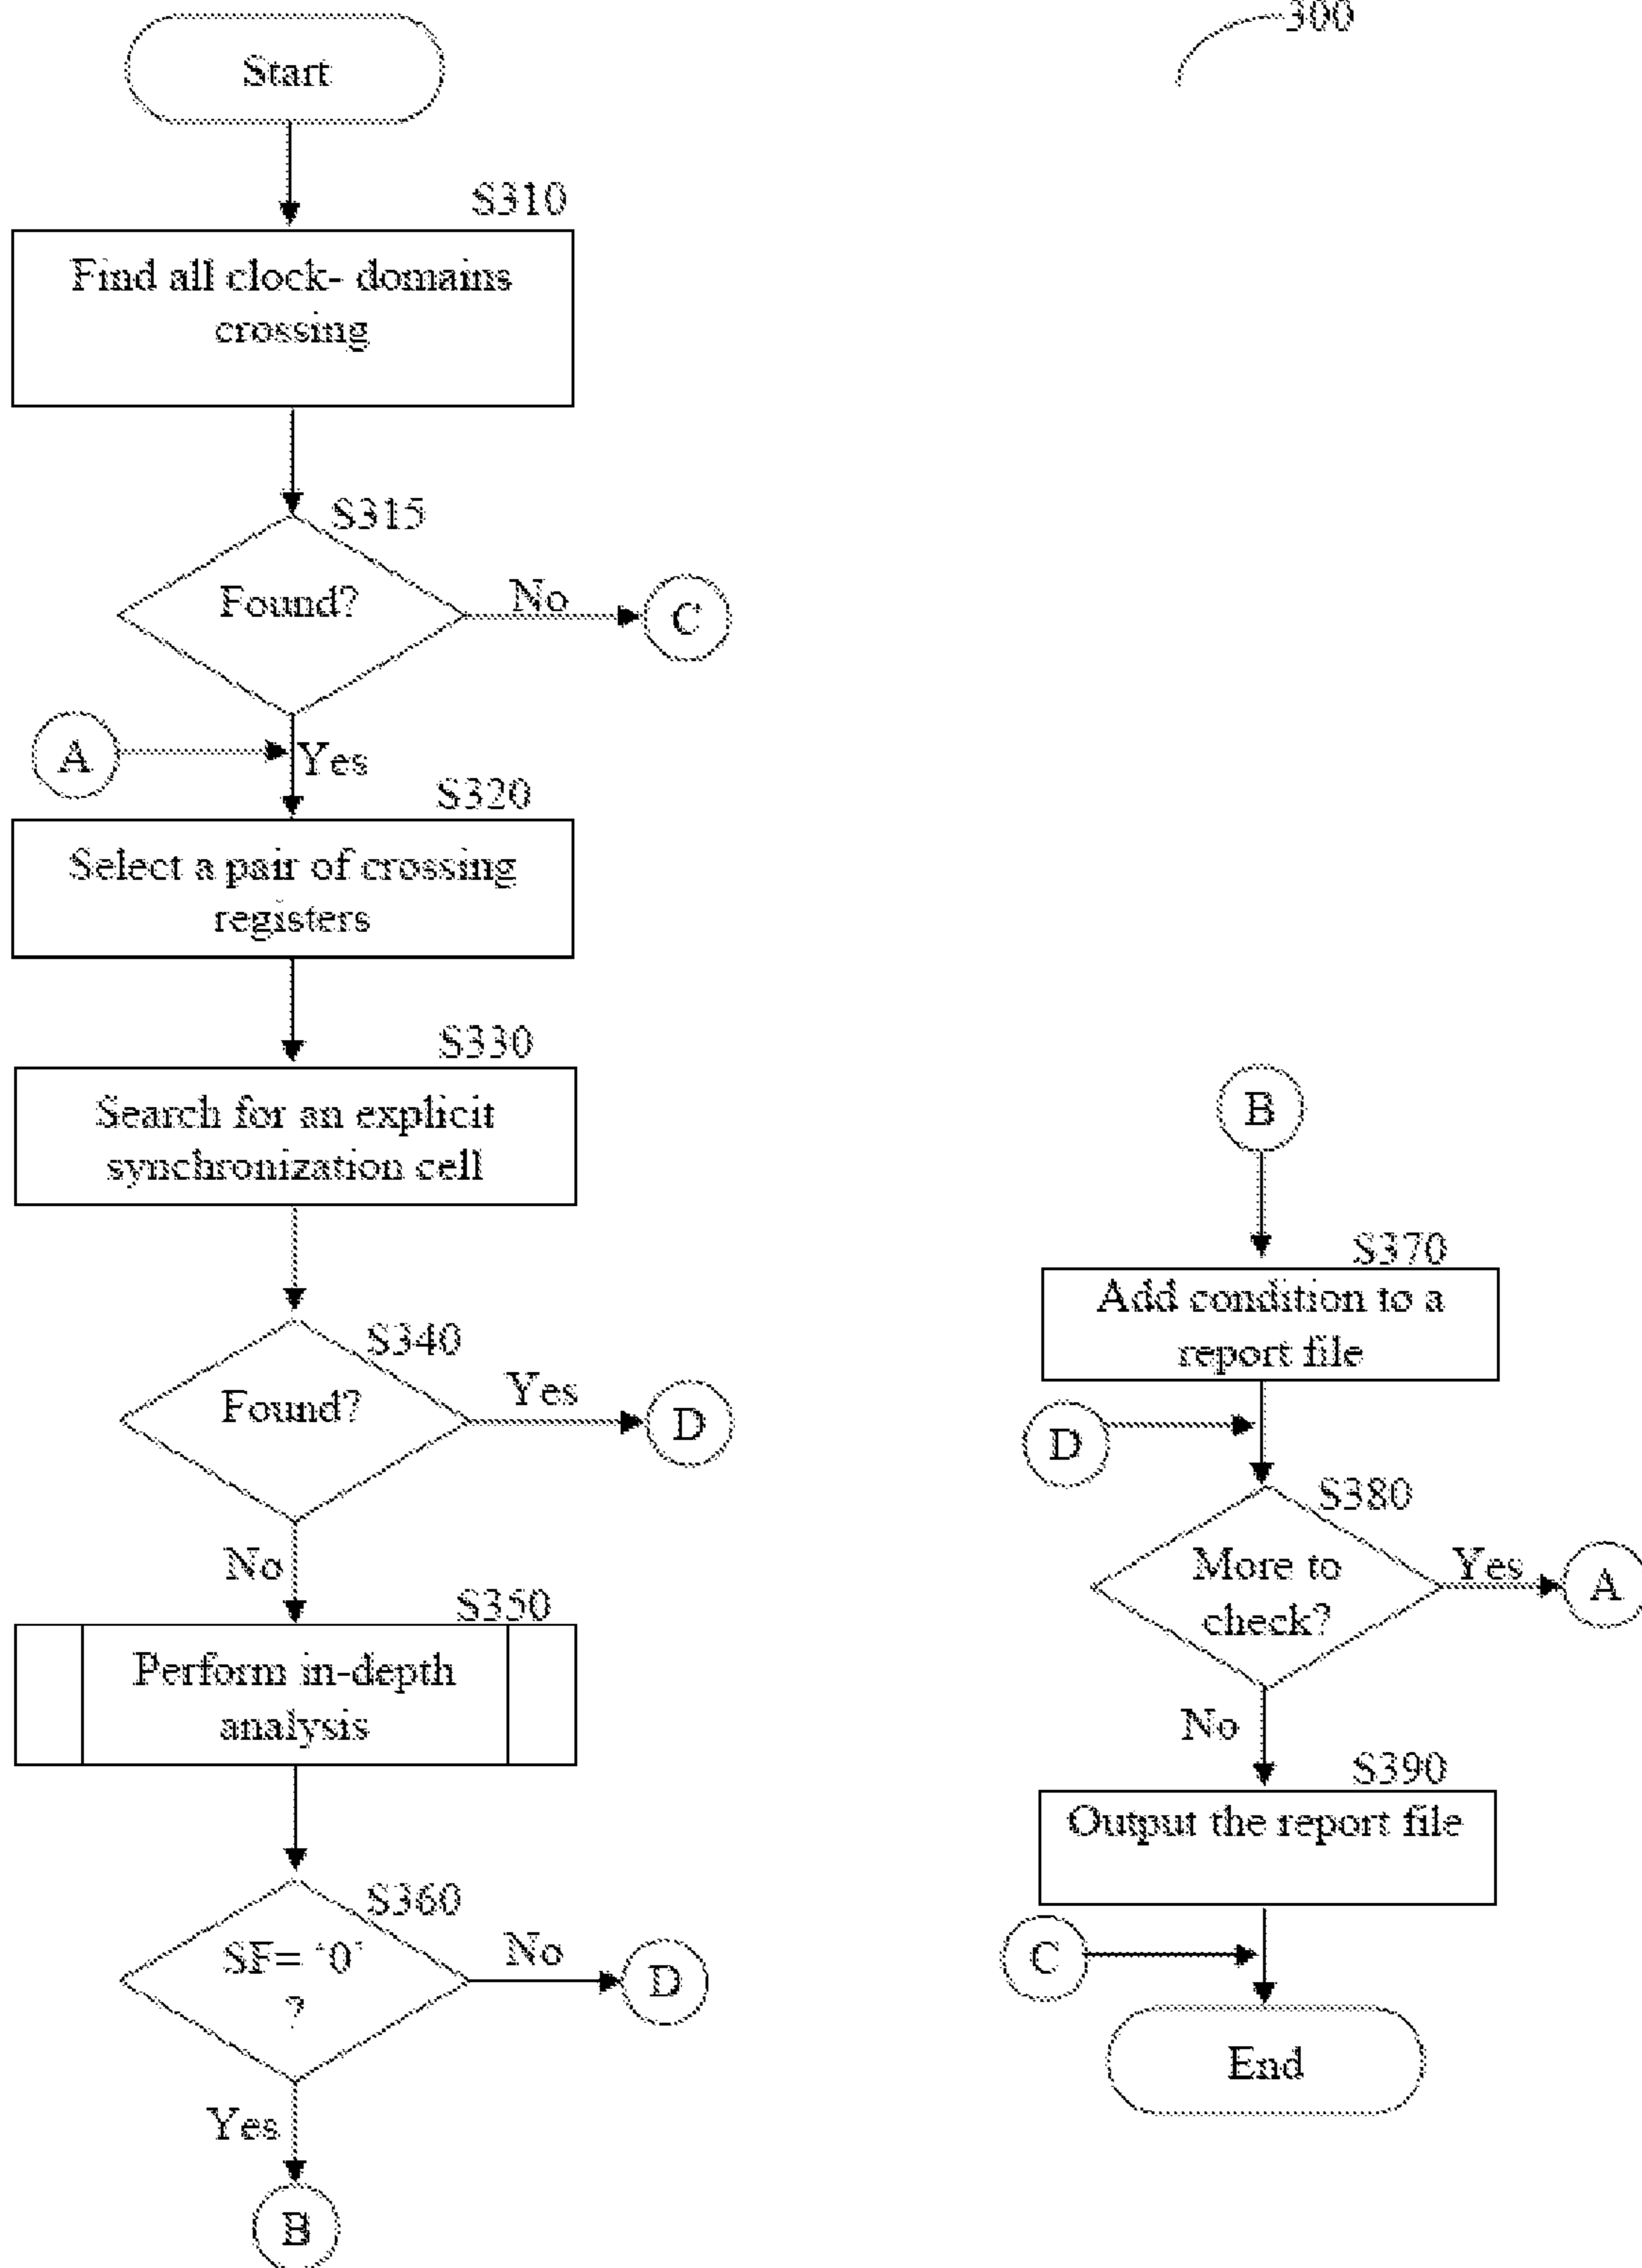 300
Start
S310
Find all clock- domains
crossing
S315
Found?
No
C
A
Yes
S320
Select a pair of crossing
registers
S330
Search for an explicit
synchronization cell
S340
Found?
Yes
D
No
S350
Perform in-depth
analysis
S360
SF= '0'
?
No
D
Yes
B
B
S370
Add condition to a
report file
D
S380
More to
check?
Yes
A
No
S390
Output the report file
C
End